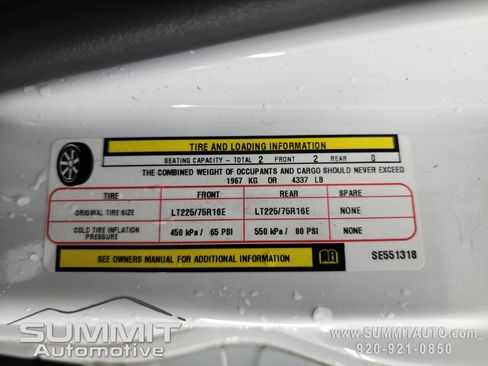 TIRE AND LOADING INFORMATION
SEATING CAPACITY - TOTAL 2 FRONT 2 REAR 0
THE COMBINED WEIGHT OF OCCUPANTS AND CARGO SHOULD NEVER EXCEED
1967 KG OR 4337 LB
TIRE FRONT REAR SPARE
ORIGINAL TIRE SIZE LT225/75R16E LT225/75R16E NONE
COLD TIRE INFLATION PRESSURE 450 kPa / 65 PSI 550 kPa / 80 PSI NONE
SEE OWNERS MANUAL FOR ADDITIONAL INFORMATION SE551318
SUMMIT
Automotive
WWW.SUMMITAUTO.COM
920-921-0850